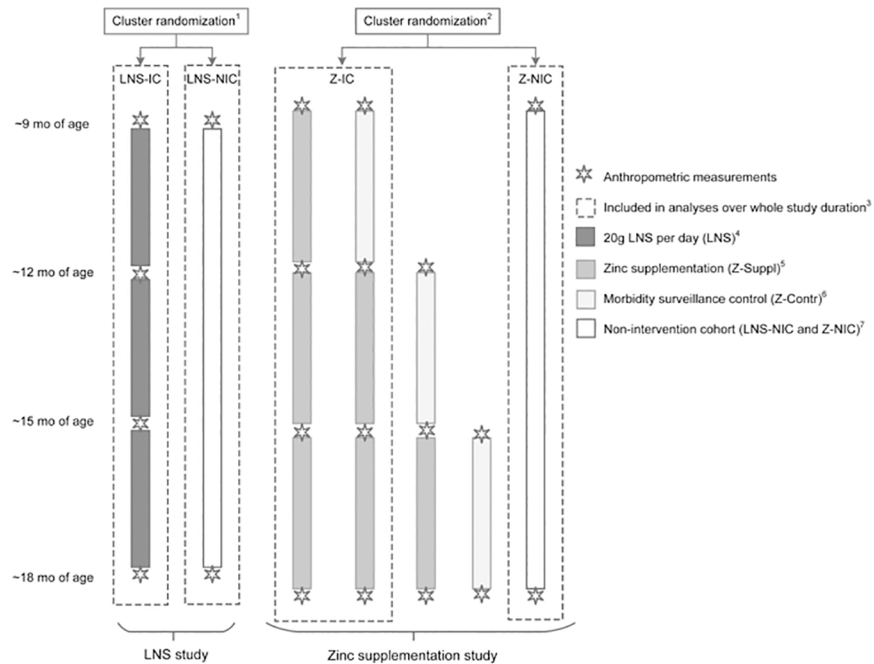 Cluster randomization1
Cluster randomization2
LNS-IC
LNS-NIC
Z-IC
Z-NIC
~9 mo of age
~12 mo of age
~15 mo of age
~18 mo of age
Anthropometric measurements
Included in analyses over whole study duration3
20g LNS per day (LNS)4
Zinc supplementation (Z-Suppl)5
Morbidity surveillance control (Z-Contr)6
Non-intervention cohort (LNS-NIC and Z-NIC)7
LNS study
Zinc supplementation study